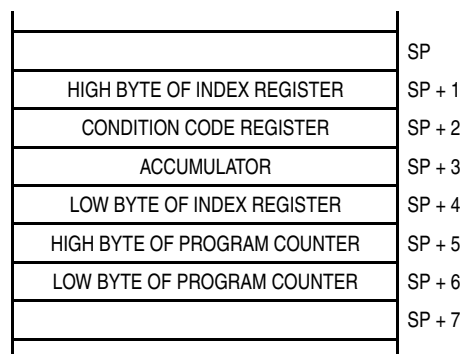 SP
HIGH BYTE OF INDEX REGISTER SP + 1
CONDITION CODE REGISTER SP + 2
ACCUMULATOR SP + 3
LOW BYTE OF INDEX REGISTER SP + 4
HIGH BYTE OF PROGRAM COUNTER SP + 5
LOW BYTE OF PROGRAM COUNTER SP + 6
SP + 7